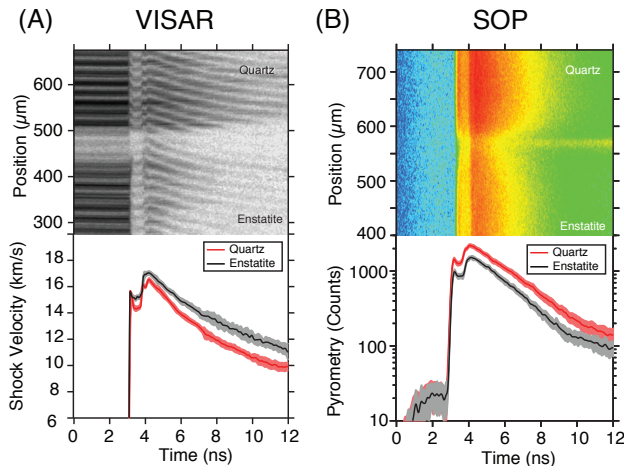 (A) VISAR
Position (μm)
600
500
400
300
Quartz
Enstatite
Shock Velocity (km/s)
18
16
14
12
10
8
6
Quartz
Enstatite
0 2 4 6 8 10 12
Time (ns)
(B) SOP
Position (μm)
700
600
500
400
Quartz
Enstatite
Pyrometry (Counts)
1000
100
10
Quartz
Enstatite
0 2 4 6 8 10 12
Time (ns)